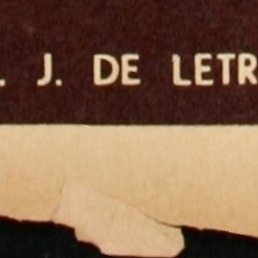 . J. DE LETR